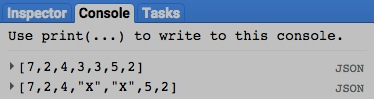 Inspector Console Tasks
Use print(...) to write to this console.
[7,2,4,3,3,5,2] JSON
[7,2,4,"X","X",5,2] JSON